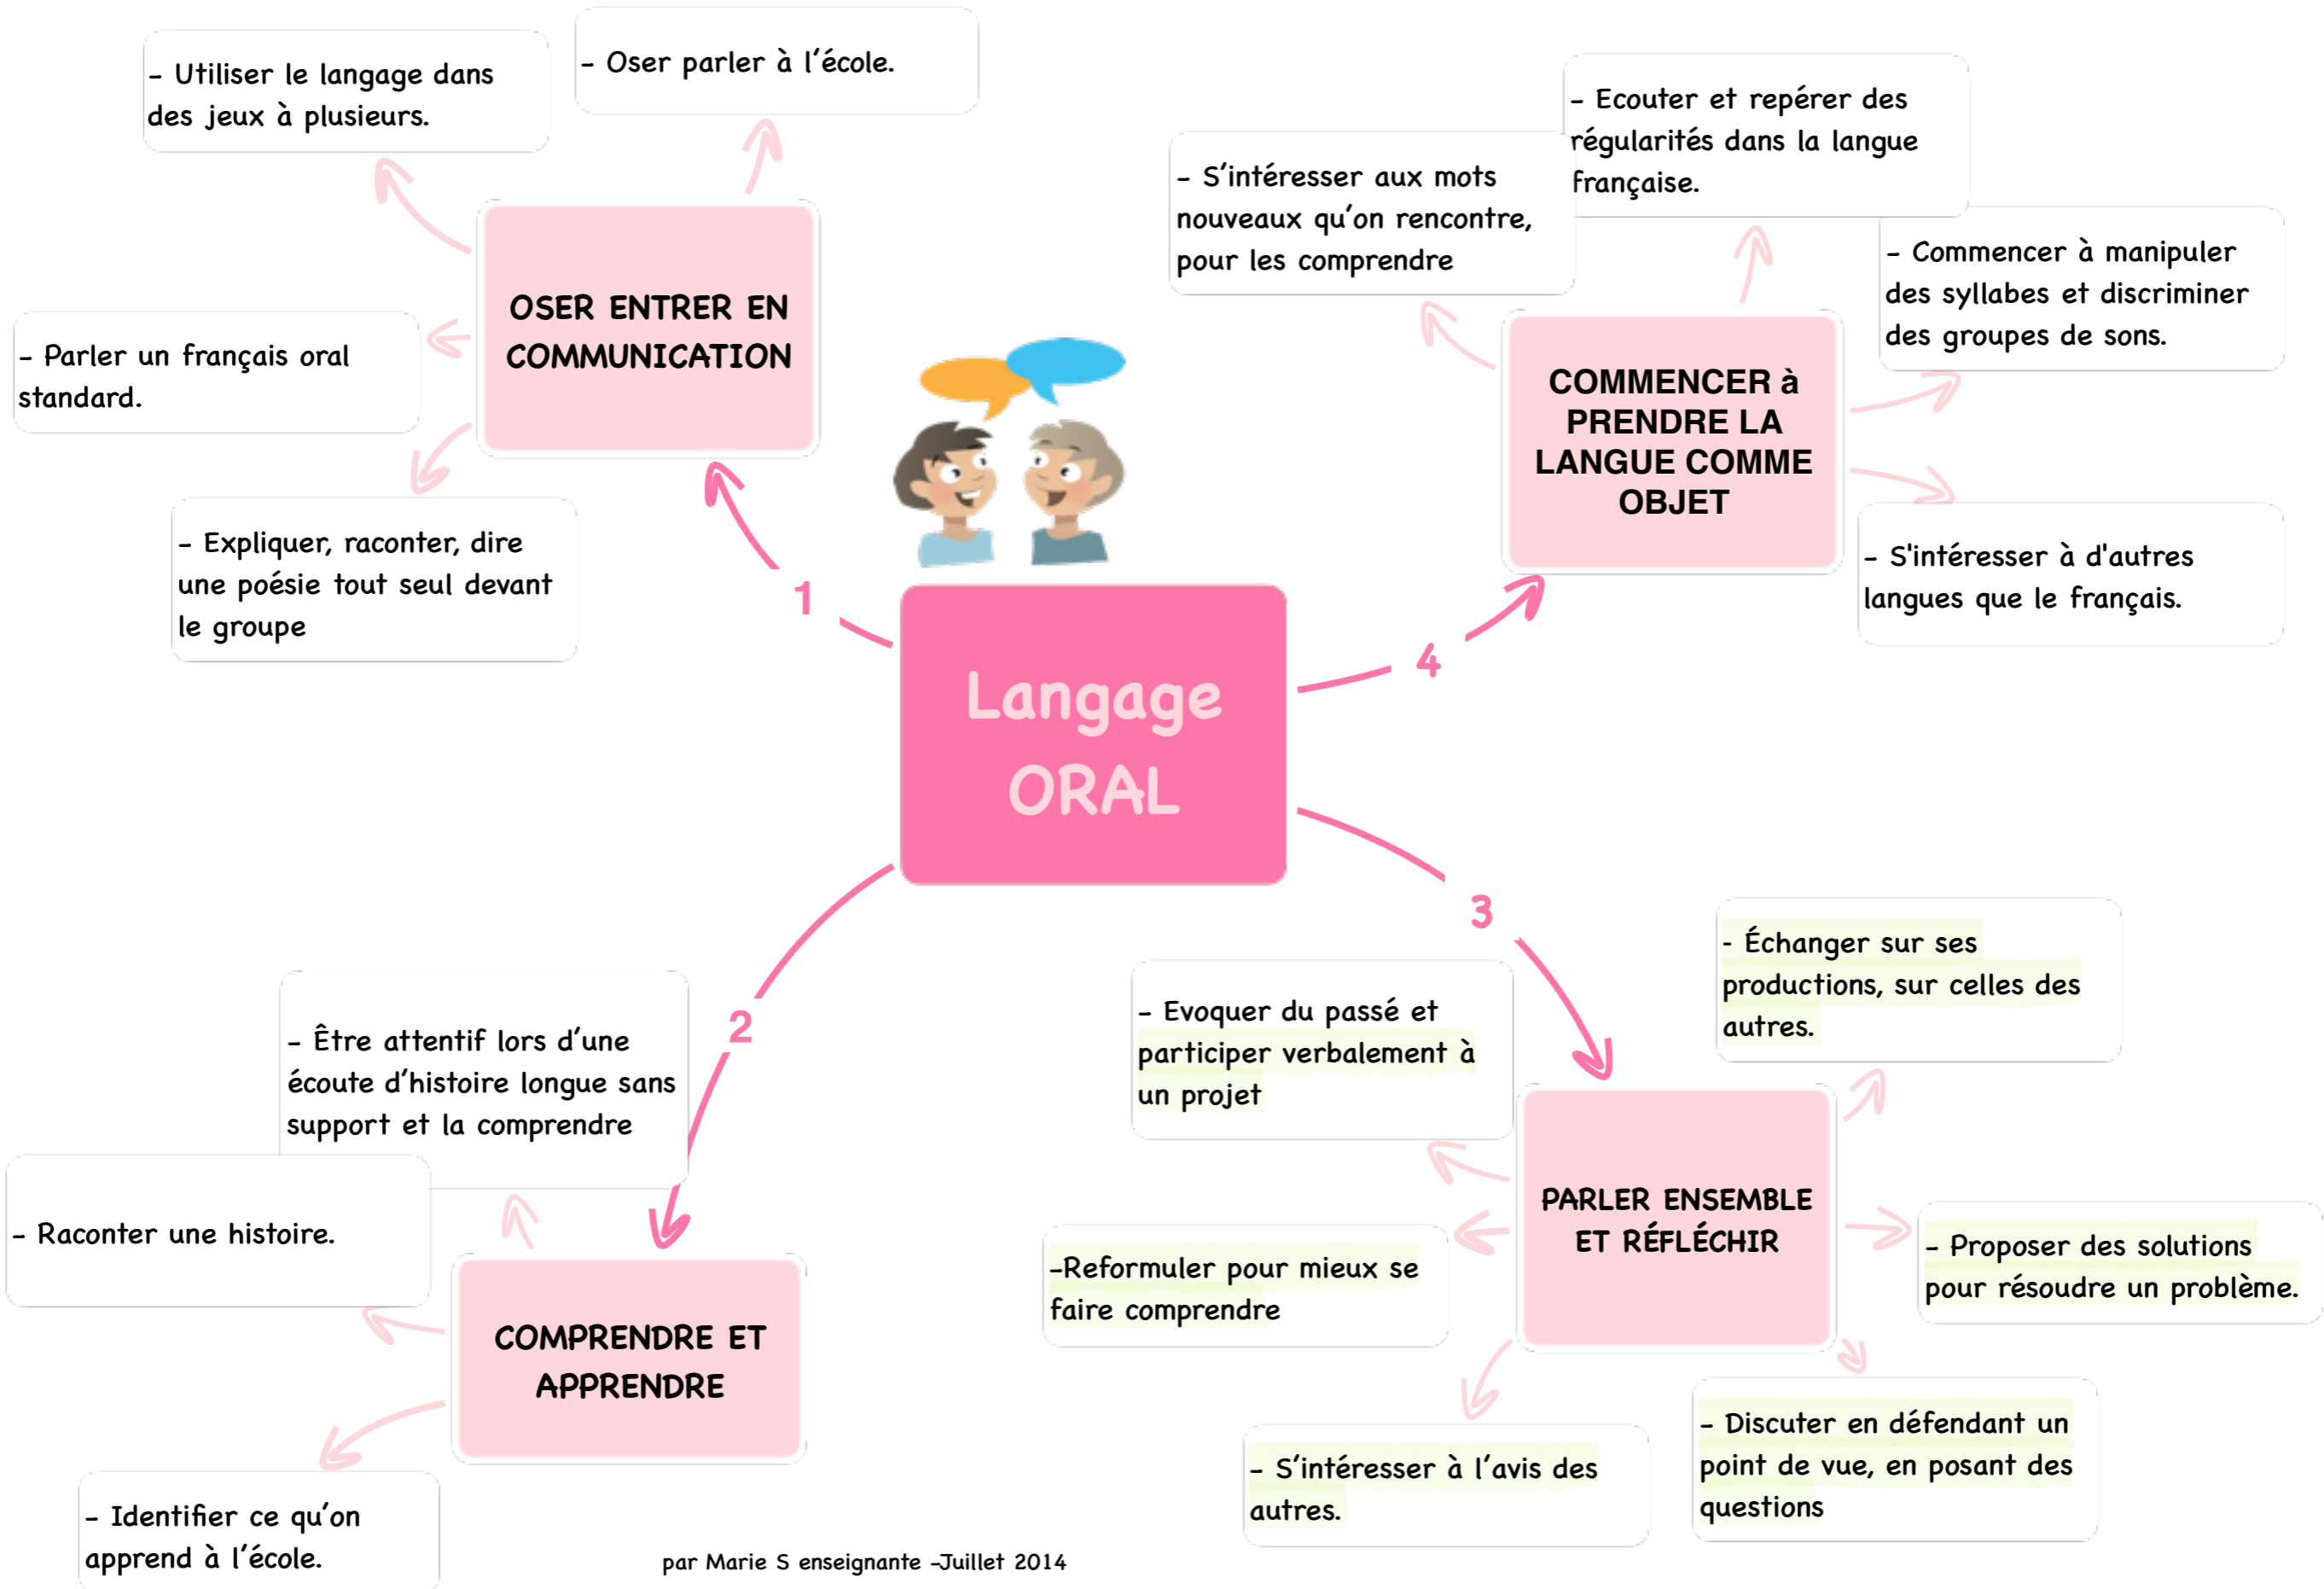 Langage
ORAL
1
OSER ENTRER EN
COMMUNICATION
- Oser parler à l’école.
- Utiliser le langage dans
des jeux à plusieurs.
- Parler un français oral
standard.
- Expliquer, raconter, dire
une poésie tout seul devant
le groupe
2
COMPRENDRE ET
APPRENDRE
- Être attentif lors d’une
écoute d’histoire longue sans
support et la comprendre
- Raconter une histoire.
- Identifier ce qu’on
apprend à l’école.
3
PARLER ENSEMBLE
ET RÉFLÉCHIR
- Échanger sur ses
productions, sur celles des
autres.
- Evoquer du passé et
participer verbalement à
un projet
-Reformuler pour mieux se
faire comprendre
- Proposer des solutions
pour résoudre un problème.
- S’intéresser à l’avis des
autres.
- Discuter en défendant un
point de vue, en posant des
questions
4
COMMENCER à
PRENDRE LA
LANGUE COMME
OBJET
- S’intéresser aux mots
nouveaux qu’on rencontre,
pour les comprendre
- Ecouter et repérer des
régularités dans la langue
française.
- Commencer à manipuler
des syllabes et discriminer
des groupes de sons.
- S'intéresser à d'autres
langues que le français.
par Marie S enseignante -Juillet 2014